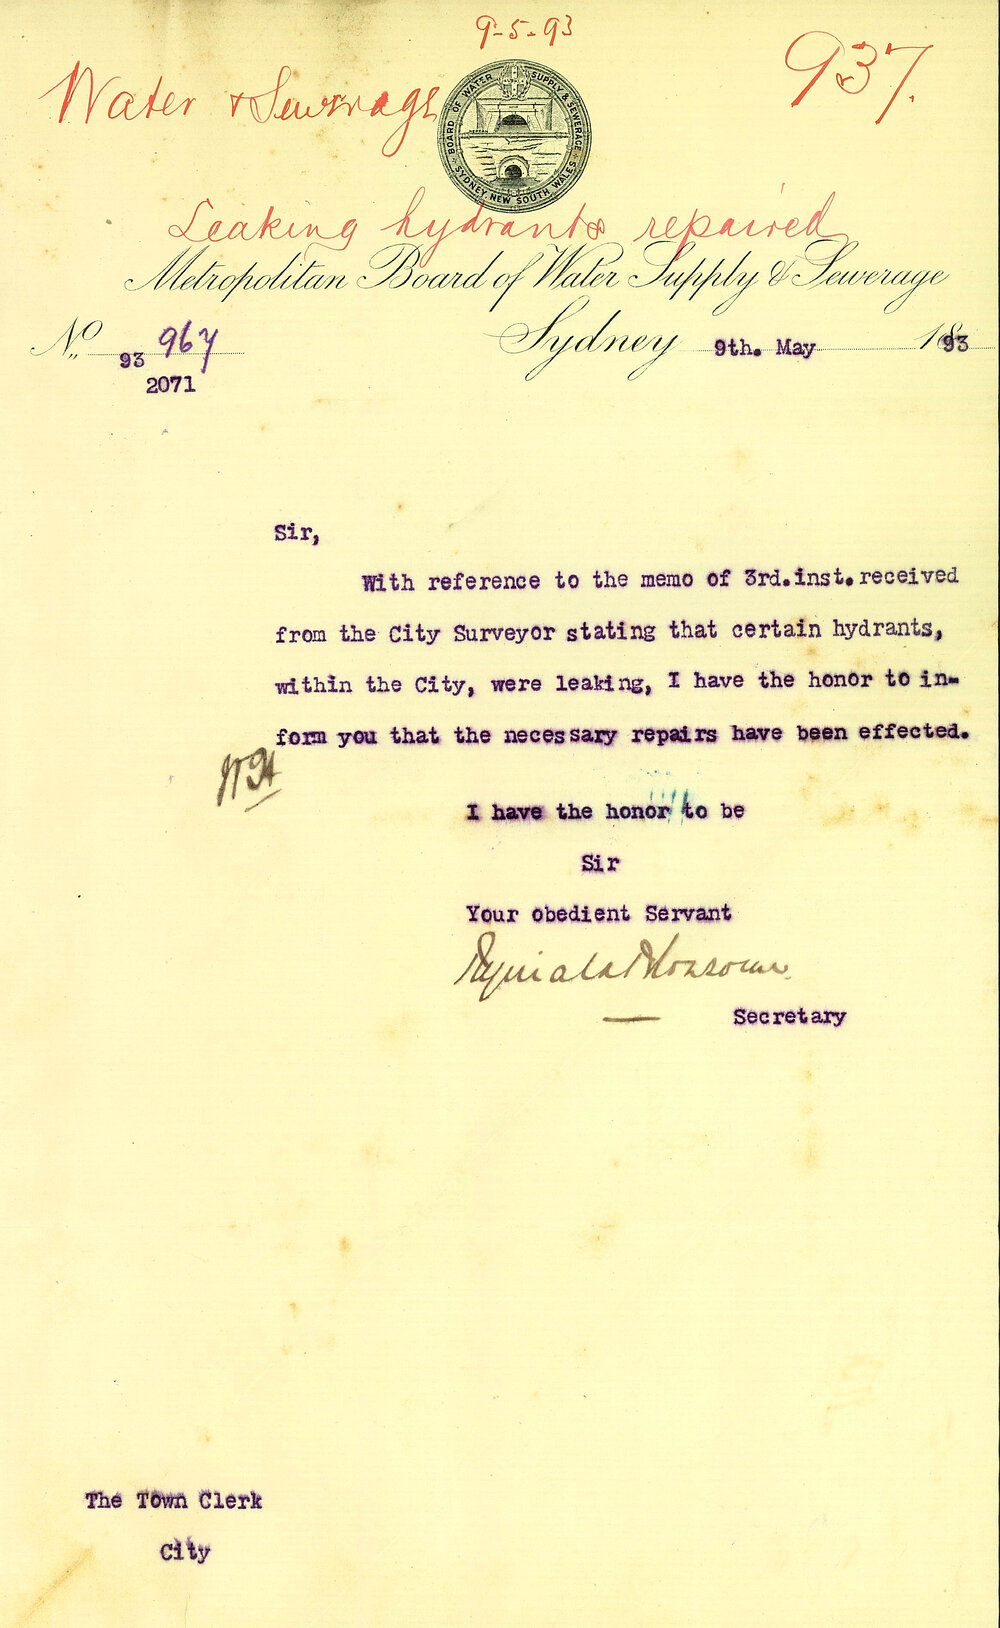 9-5-93
937.
Water & Sewerage
BOARD OF WATER SUPPLY & SEWERAGE
SYDNEY, NEW SOUTH WALES
Leaking hydrants repaired
Metropolitan Board of Water Supply & Sewerage
No. 93 967
2071
Sydney 9th. May 1893
Sir,
With reference to the memo of 3rd. inst. received
from the City Surveyor stating that certain hydrants,
within the City, were leaking, I have the honor to in-
form you that the necessary repairs have been effected.
I have the honor to be
Sir
Your obedient Servant
Secretary
The Town Clerk
City